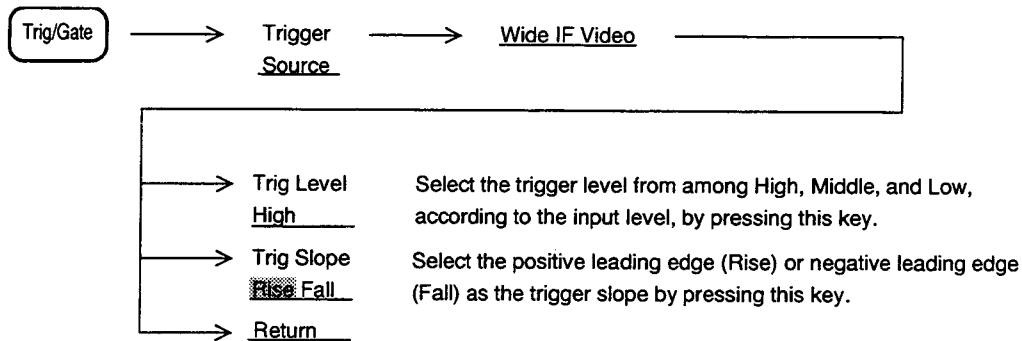 Trig/Gate Trigger Wide IF Video
Source
Trig Level Select the trigger level from among High, Middle, and Low,
High according to the input level, by pressing this key.
Trig Slope Select the positive leading edge (Rise) or negative leading edge
Rise Fall (Fall) as the trigger slope by pressing this key.
Return